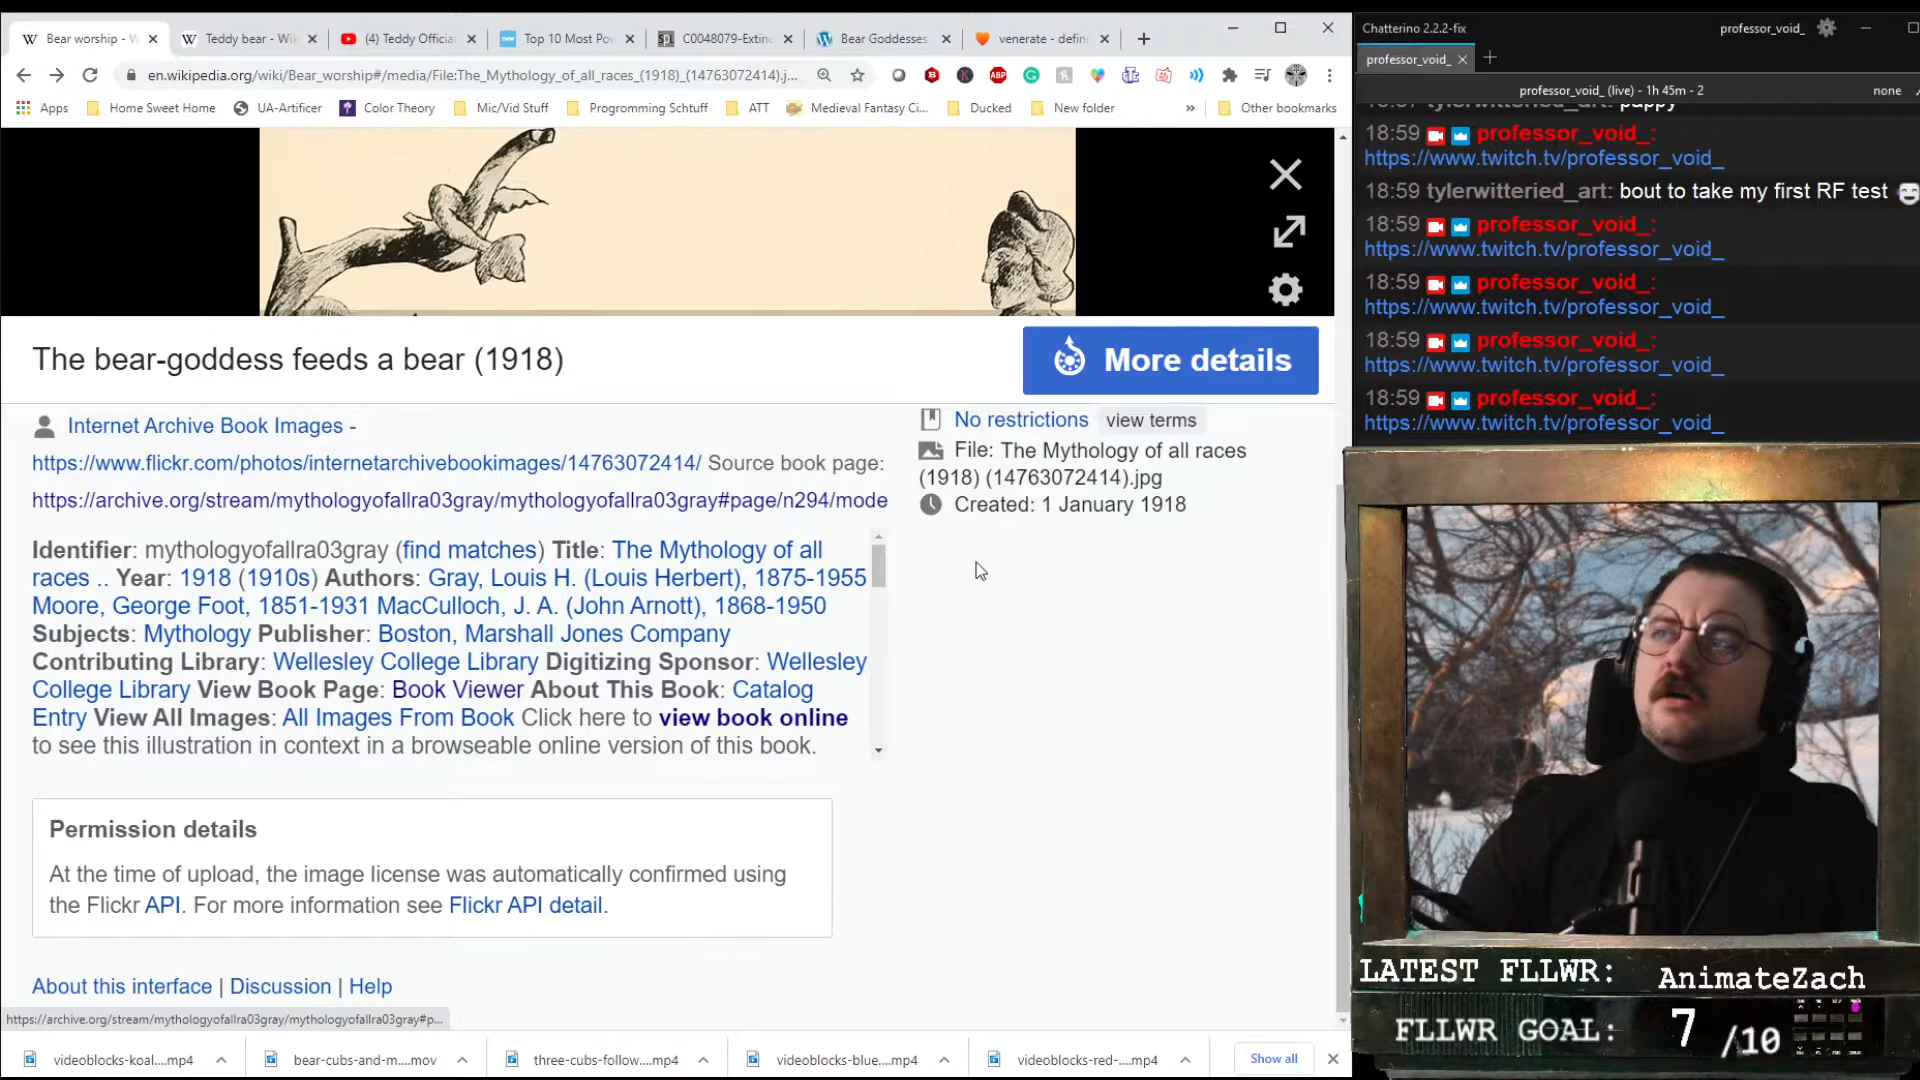 Bear worship - W
Teddy bear - Wik
(4) Teddy Official
Top 10 Most Po
C0048079-Extinc
Bear Goddesses
venerate - defin
en.wikipedia.org/wiki/Bear_worship#/media/File:The_Mythology_of_all_races_(1918)_(14763072414).j...
Apps
Home Sweet Home
UA-Artificer
Color Theory
Mic/Vid Stuff
Programming Schtuff
ATT
Medieval Fantasy Ci...
Ducked
New folder
»
Other bookmarks
The bear-goddess feeds a bear (1918)
More details
Internet Archive Book Images -
https://www.flickr.com/photos/internetarchivebookimages/14763072414/ Source book page:
https://archive.org/stream/mythologyofallra03gray/mythologyofallra03gray#page/n294/mode
Identifier: mythologyofallra03gray (find matches) Title: The Mythology of all
races .. Year: 1918 (1910s) Authors: Gray, Louis H. (Louis Herbert), 1875-1955
Moore, George Foot, 1851-1931 MacCulloch, J. A. (John Arnott), 1868-1950
Subjects: Mythology Publisher: Boston, Marshall Jones Company
Contributing Library: Wellesley College Library Digitizing Sponsor: Wellesley
College Library View Book Page: Book Viewer About This Book: Catalog
Entry View All Images: All Images From Book Click here to view book online
to see this illustration in context in a browseable online version of this book.
No restrictions view terms
File: The Mythology of all races
(1918) (14763072414).jpg
Created: 1 January 1918
Permission details
At the time of upload, the image license was automatically confirmed using
the Flickr API. For more information see Flickr API detail.
About this interface | Discussion | Help
https://archive.org/stream/mythologyofallra03gray/mythologyofallra03gray#p...
videoblocks-koal....mp4
bear-cubs-and-m....mov
three-cubs-follow....mp4
videoblocks-blue....mp4
videoblocks-red-....mp4
Show all
Chatterino 2.2.2-fix
professor_void_
professor_void_
professor_void_ (live) - 1h 45m - 2
none
tylerwitteried_art: puppy
18:59 professor_void_:
https://www.twitch.tv/professor_void_
18:59 tylerwitteried_art: bout to take my first RF test
18:59 professor_void_:
https://www.twitch.tv/professor_void_
18:59 professor_void_:
https://www.twitch.tv/professor_void_
18:59 professor_void_:
https://www.twitch.tv/professor_void_
18:59 professor_void_:
https://www.twitch.tv/professor_void_
LATEST FLLWR: AnimateZach
FLLWR GOAL: 7 /10